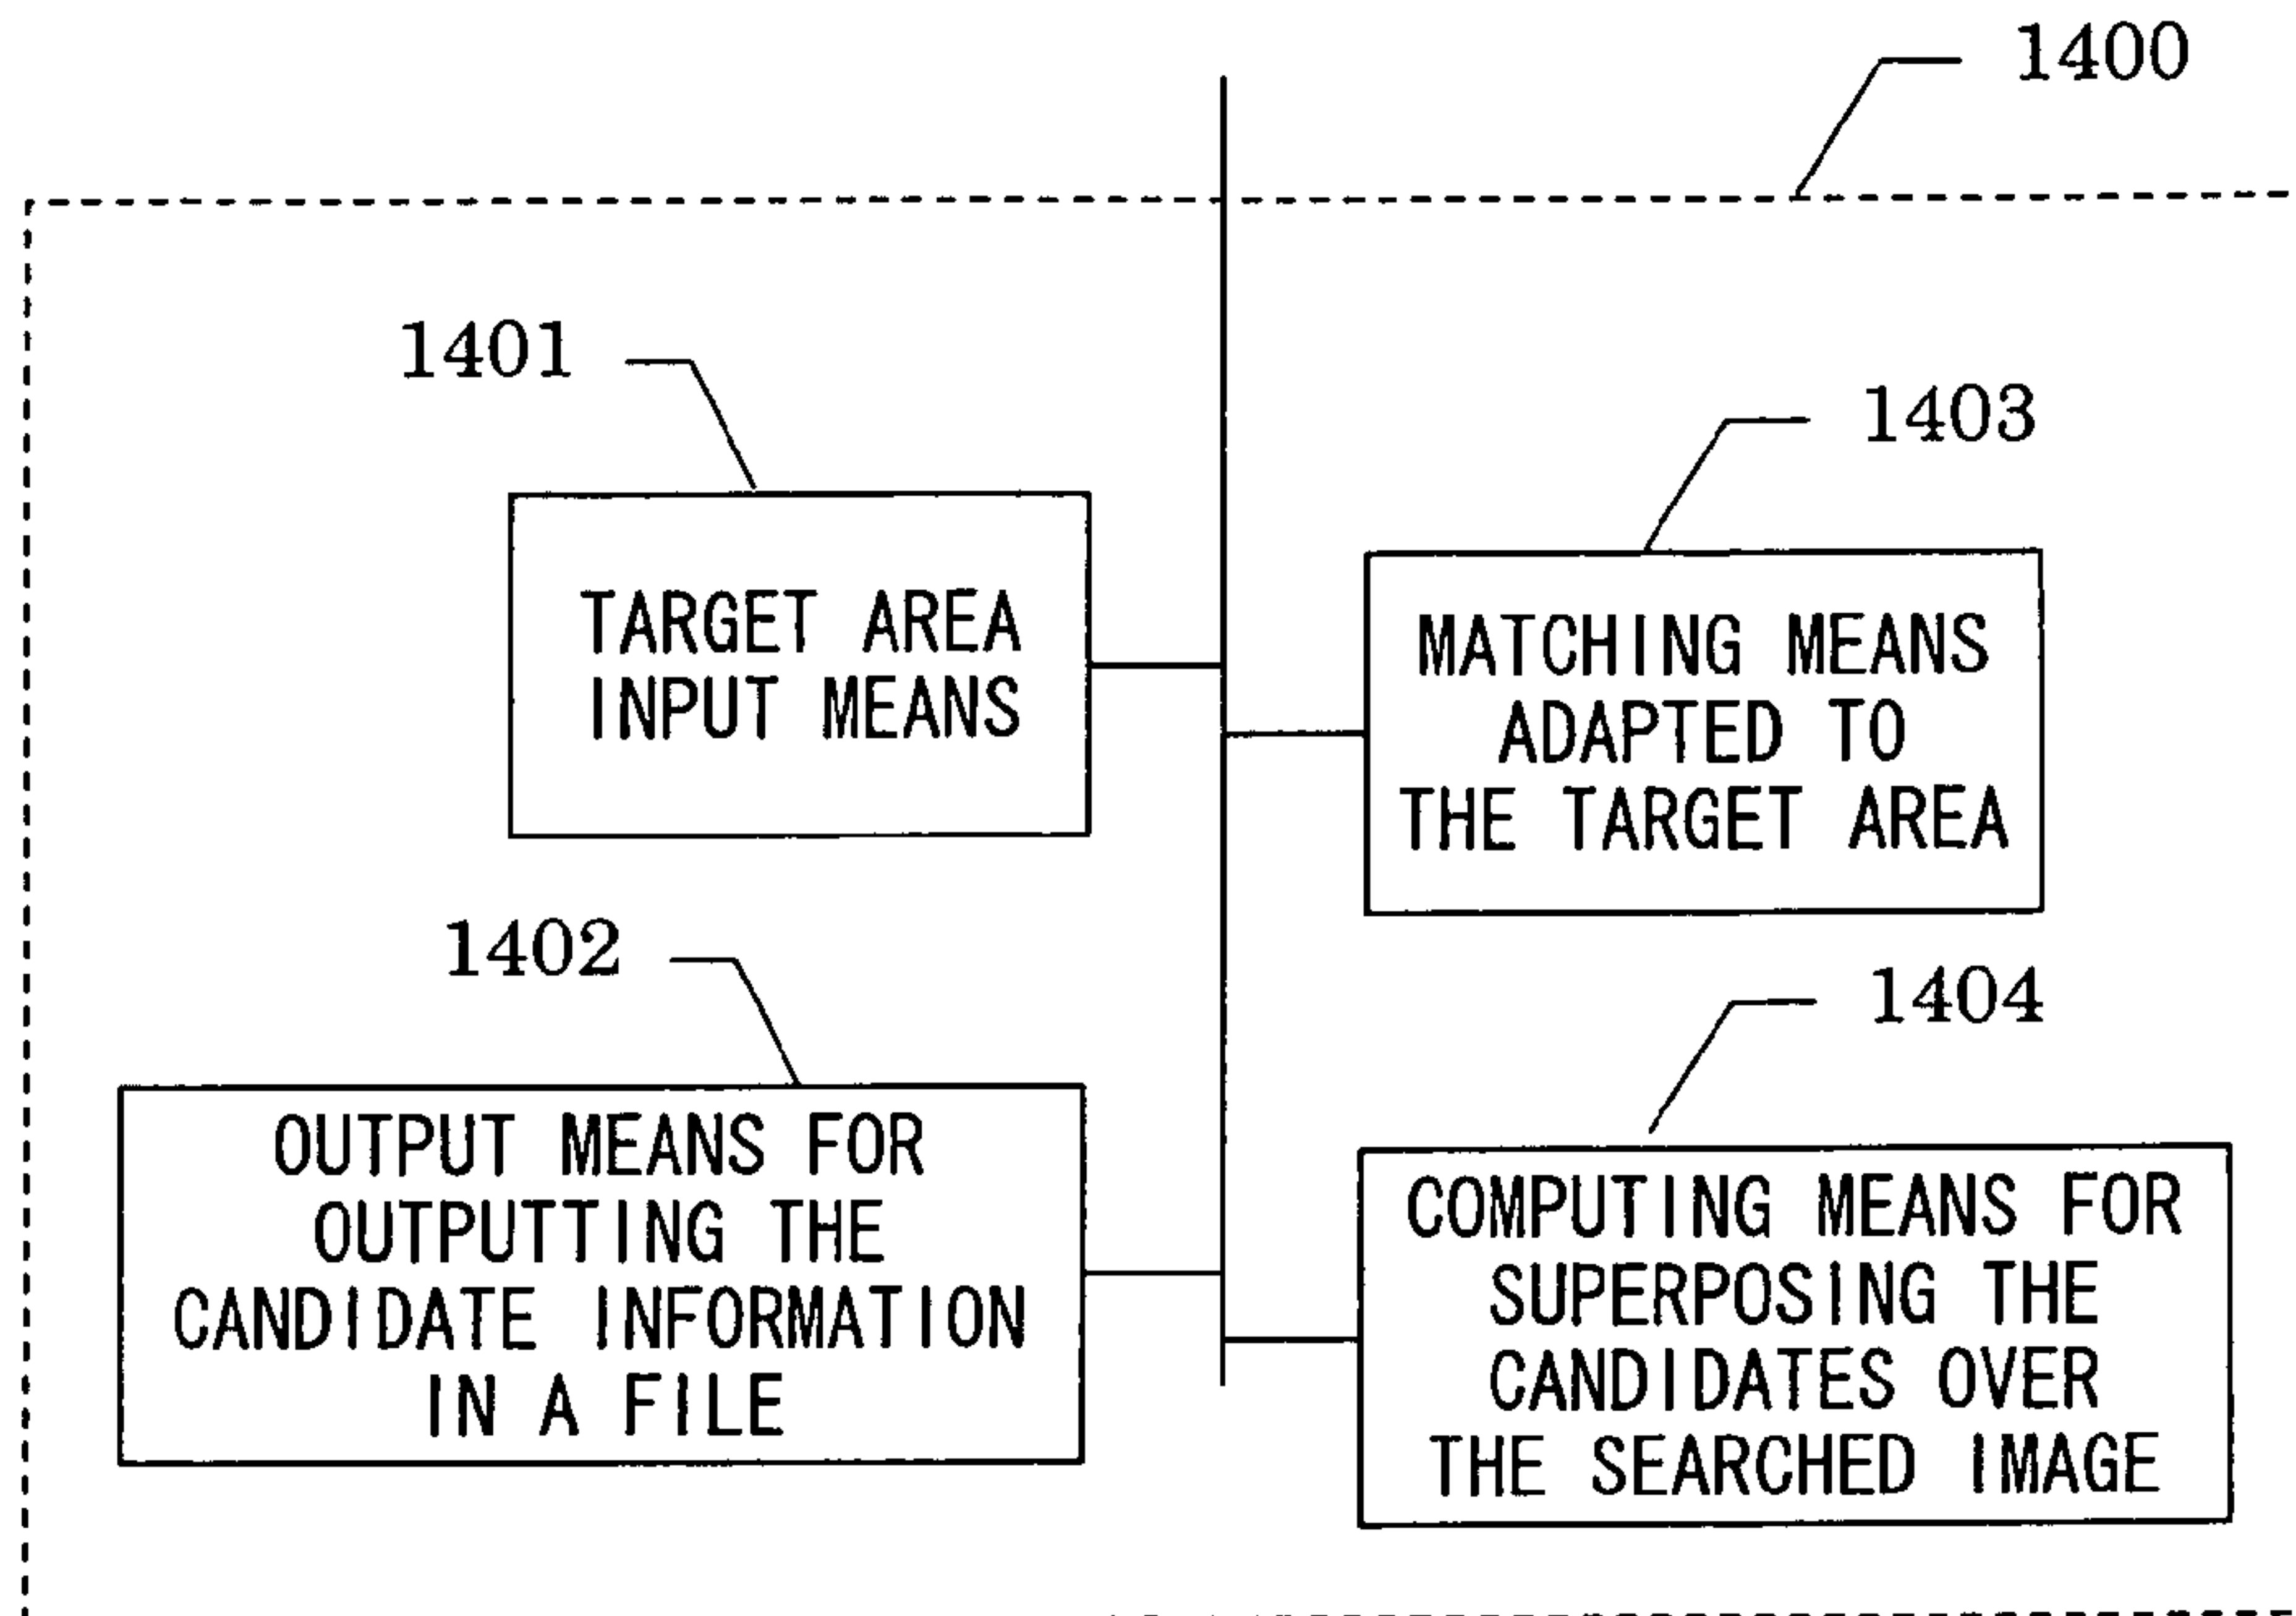 1400
1401
TARGET AREA
INPUT MEANS
1403
MATCHING MEANS
ADAPTED TO
THE TARGET AREA
1402
OUTPUT MEANS FOR
OUTPUTTING THE
CANDIDATE INFORMATION
IN A FILE
1404
COMPUTING MEANS FOR
SUPERPOSING THE
CANDIDATES OVER
THE SEARCHED IMAGE